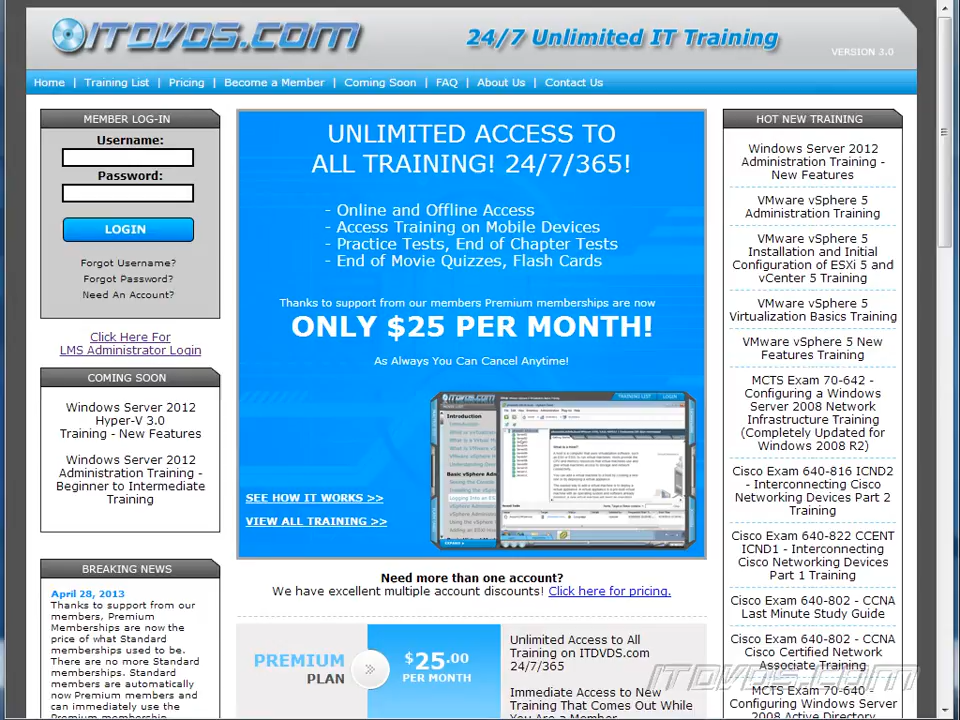 ITDVDS.COM
24/7 Unlimited IT Training
VERSION 3.0
Home | Training List | Pricing | Become a Member | Coming Soon | FAQ | About Us | Contact Us
MEMBER LOG-IN
Username:
Password:
LOGIN
Forgot Username?
Forgot Password?
Need An Account?
Click Here For
LMS Administrator Login
COMING SOON
Windows Server 2012
Hyper-V 3.0
Training - New Features
Windows Server 2012
Administration Training -
Beginner to Intermediate
Training
BREAKING NEWS
April 28, 2013
Thanks to support from our
members, Premium
Memberships are now the
price of what Standard
memberships used to be.
There are no more Standard
memberships. Standard
members are automatically
now Premium members and
can immediately use the
Premium membership
UNLIMITED ACCESS TO
ALL TRAINING! 24/7/365!
- Online and Offline Access
- Access Training on Mobile Devices
- Practice Tests, End of Chapter Tests
- End of Movie Quizzes, Flash Cards
Thanks to support from our members Premium memberships are now
ONLY $25 PER MONTH!
As Always You Can Cancel Anytime!
ITDVDS.COM
TRAINING LIST
LOGIN
Introduction
SEE HOW IT WORKS >>
VIEW ALL TRAINING >>
Need more than one account?
We have excellent multiple account discounts! Click here for pricing.
PREMIUM
PLAN
$25.00
PER MONTH
Unlimited Access to All
Training on ITDVDS.com
24/7/365
Immediate Access to New
Training That Comes Out While
You Are a Member
HOT NEW TRAINING
Windows Server 2012
Administration Training -
New Features
VMware vSphere 5
Administration Training
VMware vSphere 5
Installation and Initial
Configuration of ESXi 5 and
vCenter 5 Training
VMware vSphere 5
Virtualization Basics Training
VMware vSphere 5 New
Features Training
MCTS Exam 70-642 -
Configuring a Windows
Server 2008 Network
Infrastructure Training
(Completely Updated for
Windows 2008 R2)
Cisco Exam 640-816 ICND2
- Interconnecting Cisco
Networking Devices Part 2
Training
Cisco Exam 640-822 CCENT
ICND1 - Interconnecting
Cisco Networking Devices
Part 1 Training
Cisco Exam 640-802 - CCNA
Last Minute Study Guide
Cisco Exam 640-802 - CCNA
Cisco Certified Network
Associate Training
MCTS Exam 70-640 -
Configuring Windows Server
2008 Active Directory
ITDVDS.COM